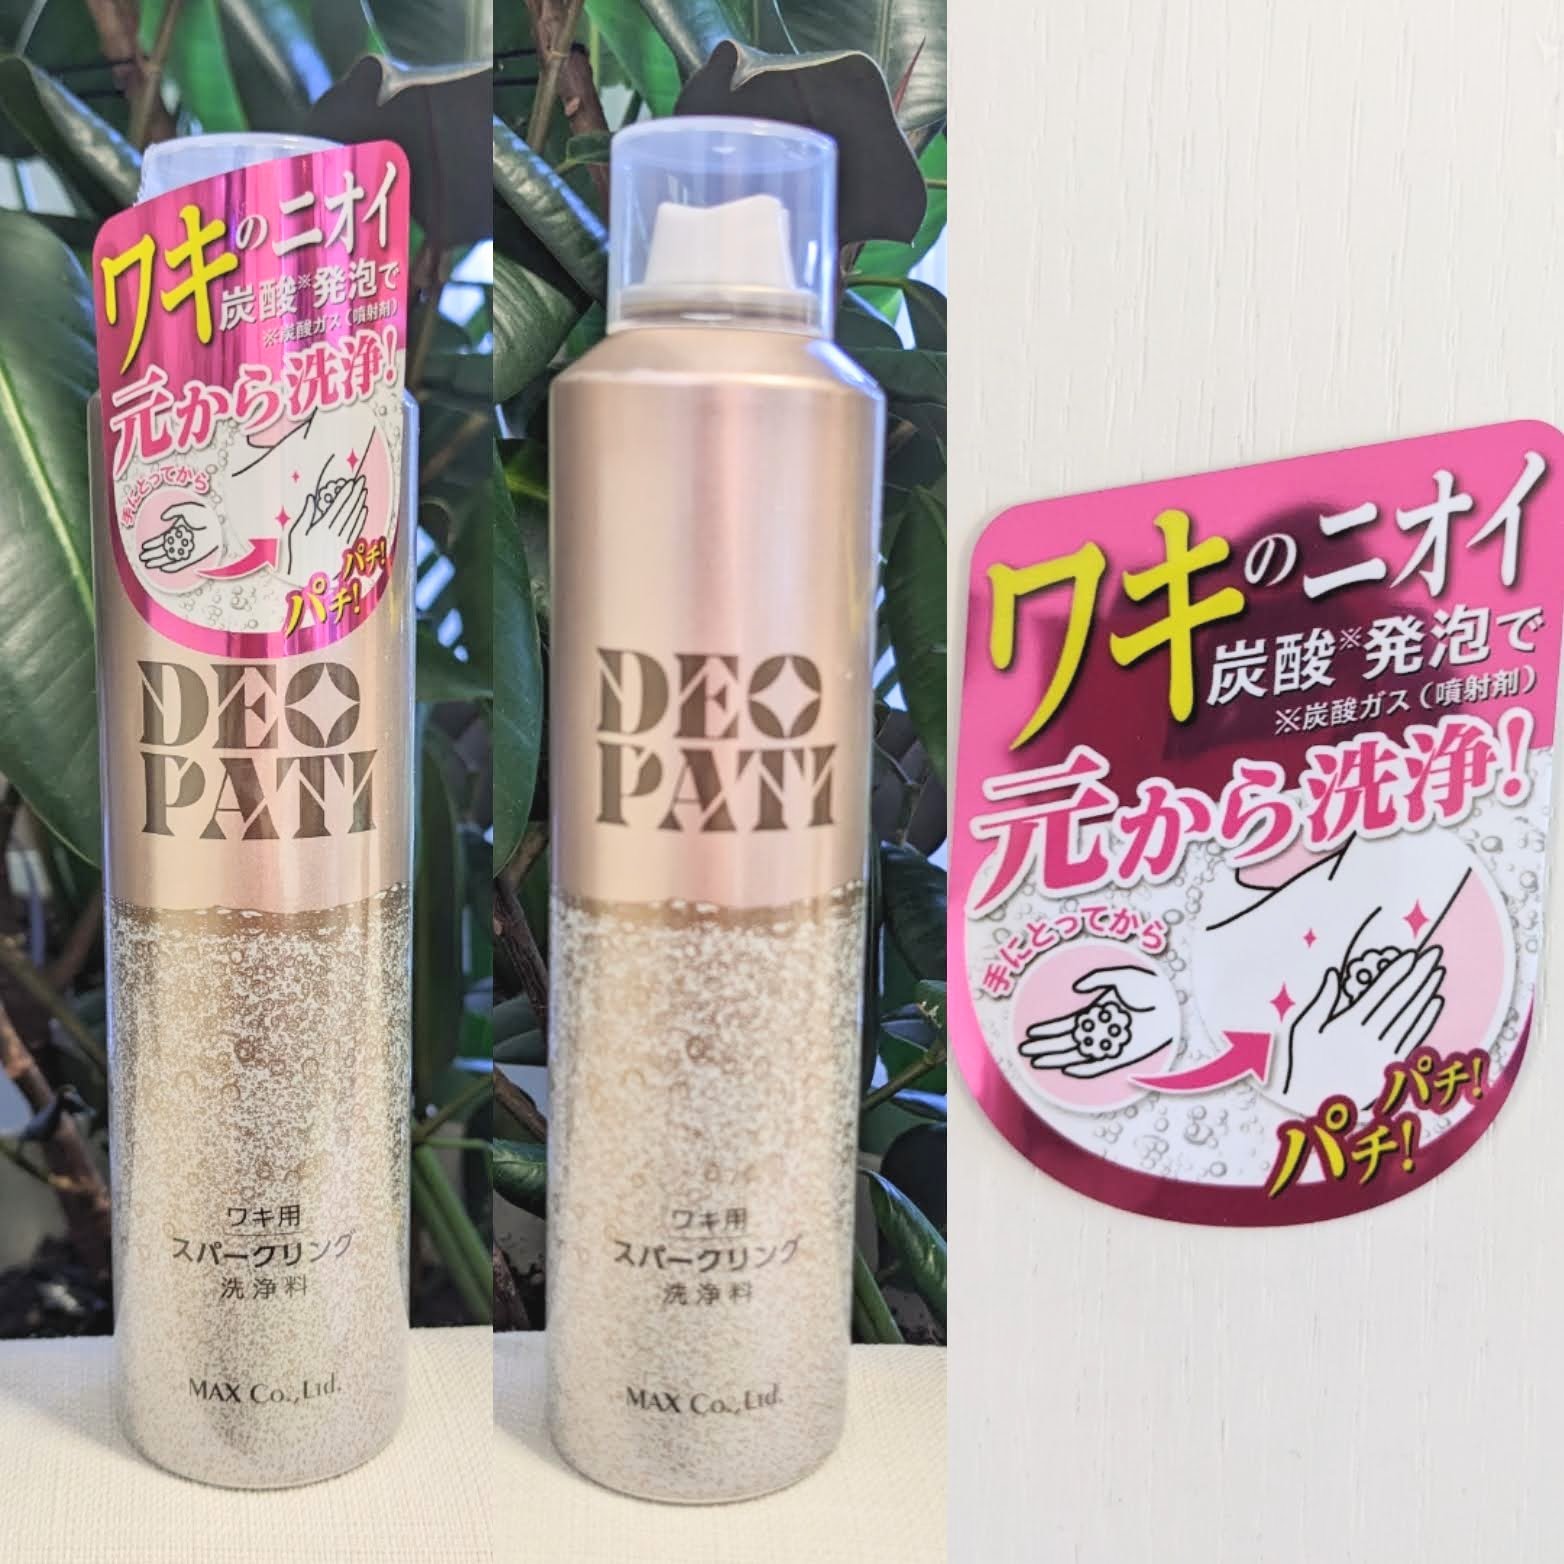 ワキのニオイ
炭酸※発泡で
※炭酸ガス(噴射剤)
元から洗浄!
手にとってから
パチ!
パチ!
DEO
PATI
ワキ用
スパークリング
洗浄料
MAX Co.,Ltd.
DEO
PATI
ワキ用
スパークリング
洗浄料
MAX Co.,Ltd.
ワキのニオイ
炭酸※発泡で
※炭酸ガス(噴射剤)
元から洗浄!
手にとってから
パチ!
パチ!